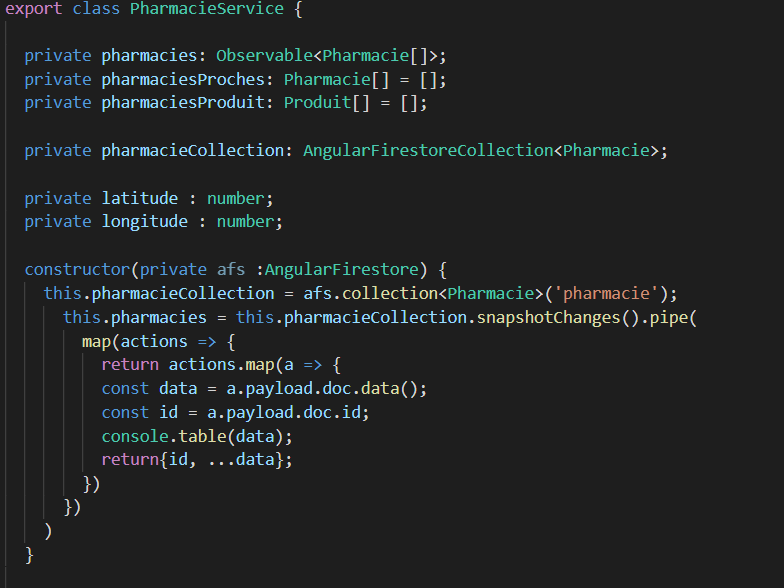 export class PharmacieService {
private pharmacies: Observable<Pharmacie[]>;
private pharmaciesProches: Pharmacie[] = [];
private pharmaciesProduit: Produit[] = [];
private pharmacieCollection: AngularFirestoreCollection<Pharmacie>;
private latitude : number;
private longitude : number;
constructor(private afs :AngularFirestore) {
this.pharmacieCollection = afs.collection<Pharmacie>('pharmacie');
this.pharmacies = this.pharmacieCollection.snapshotChanges().pipe(
map(actions => {
return actions.map(a => {
const data = a.payload.doc.data();
const id = a.payload.doc.id;
console.table(data);
return{id, ...data};
})
})
)
}